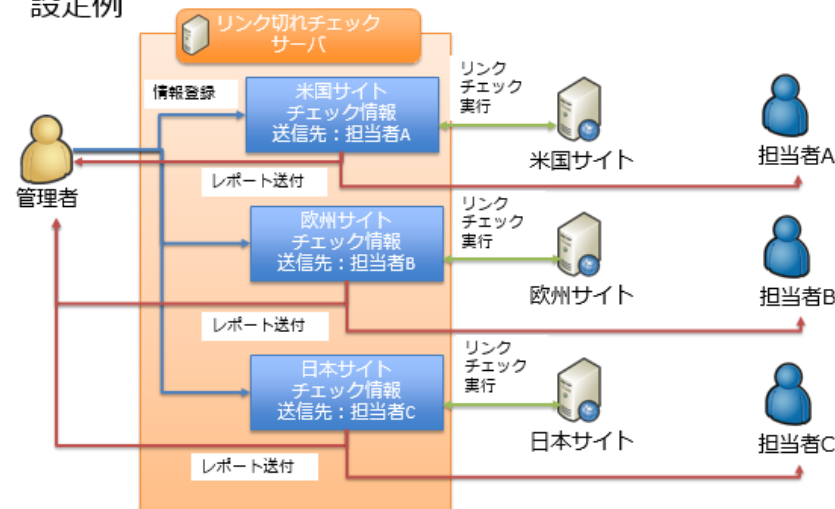 設定例
リンク切れチェック
サーバ
情報登録
米国サイト
チェック情報
送信先：担当者A
リンク
チェック
実行
米国サイト
担当者A
管理者
レポート送付
欧州サイト
チェック情報
送信先：担当者B
リンク
チェック
実行
欧州サイト
担当者B
レポート送付
日本サイト
チェック情報
送信先：担当者C
リンク
チェック
実行
日本サイト
担当者C
レポート送付